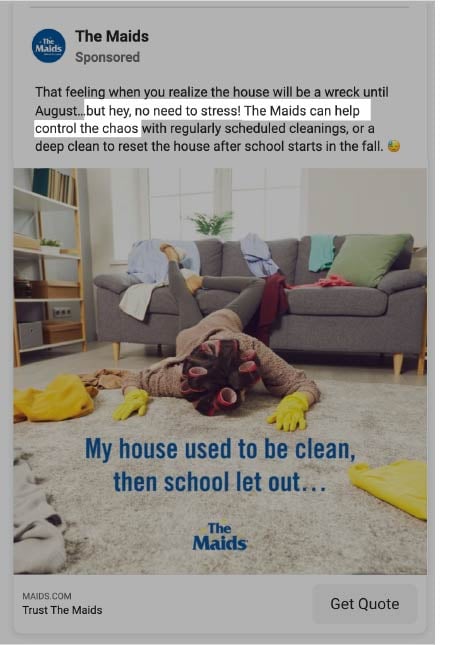 The Maids
The Maids
Sponsored
That feeling when you realize the house will be a wreck until
August...but hey, no need to stress! The Maids can help
control the chaos with regularly scheduled cleanings, or a
deep clean to reset the house after school starts in the fall. 😓
My house used to be clean,
then school let out...
The
Maids
MAIDS.COM
Trust The Maids
Get Quote